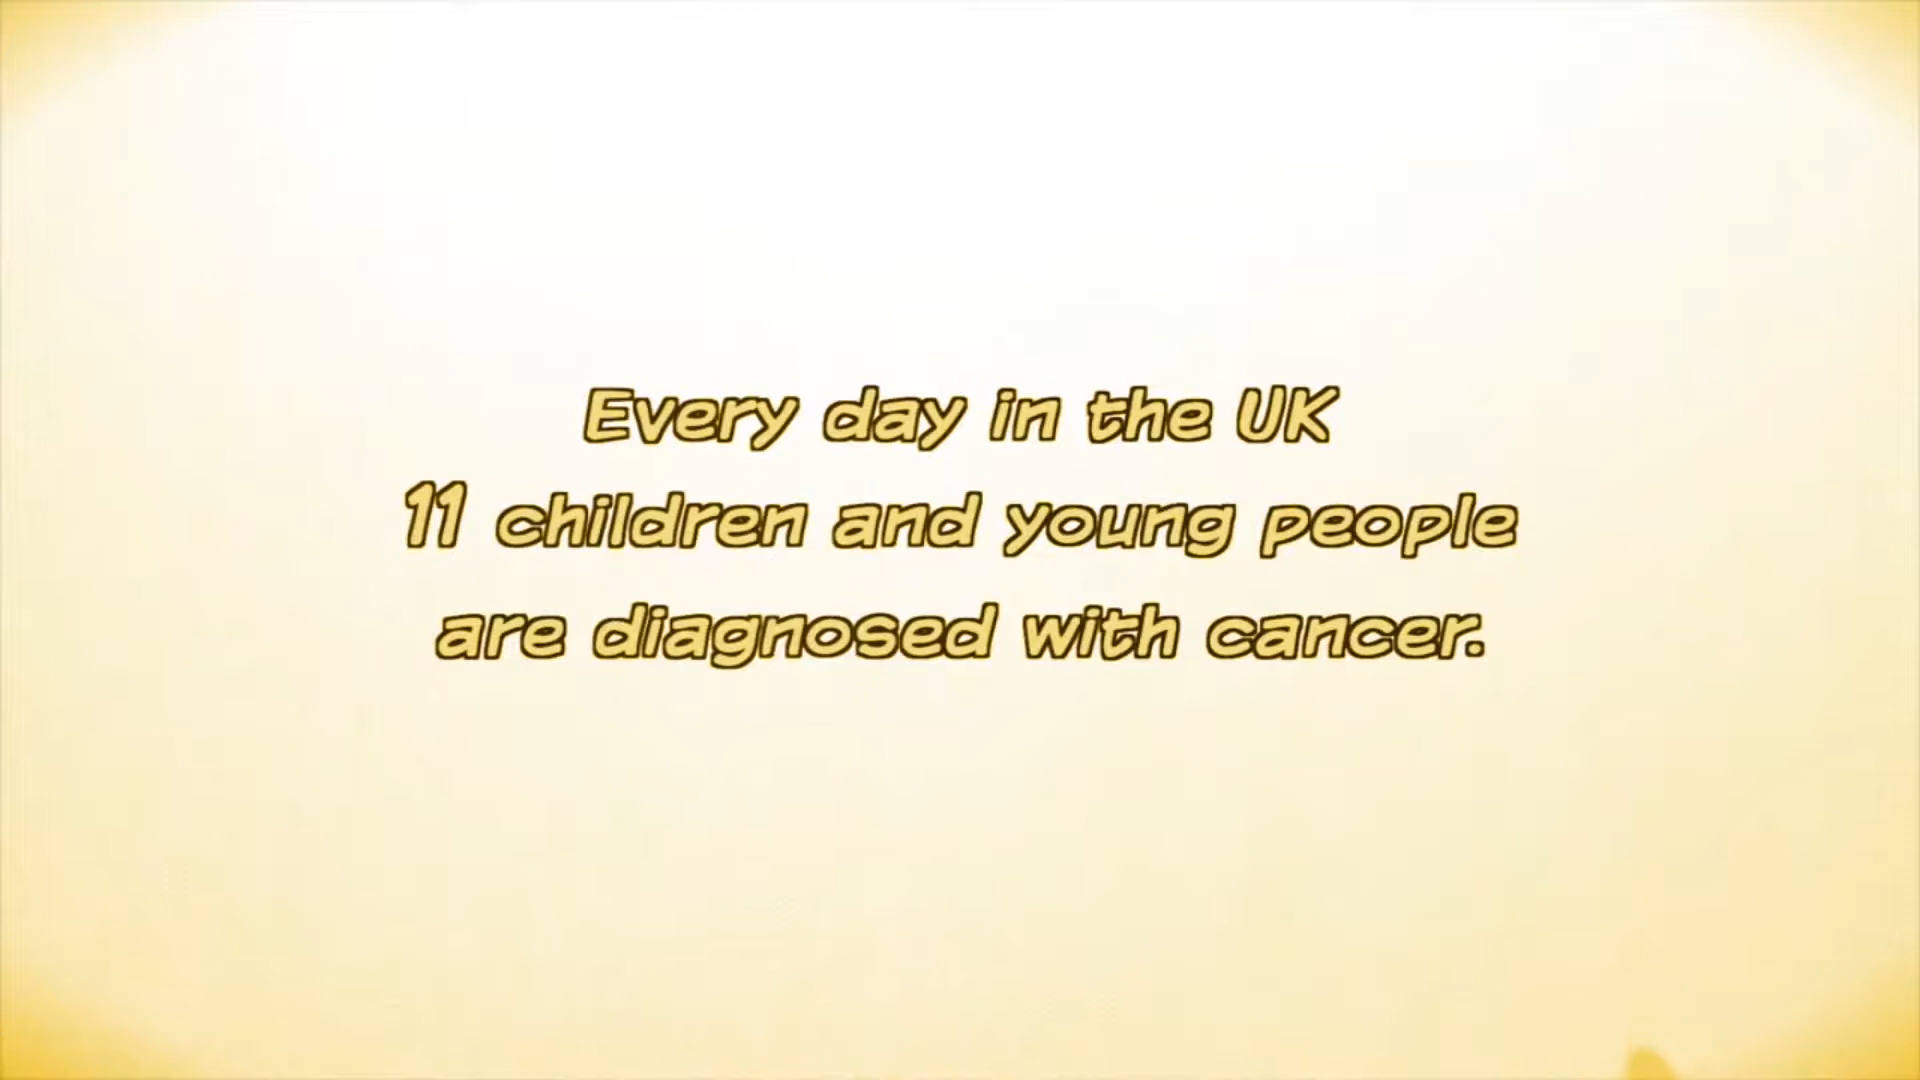 Every day in the UK
11 children and young people
are diagnosed with cancer.